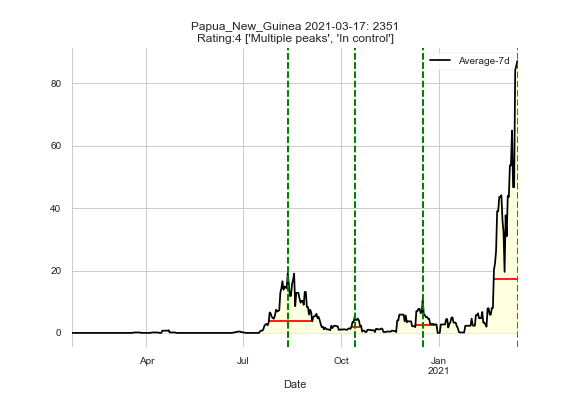 Papua_New_Guinea 2021-03-17: 2351
Rating:4 ['Multiple peaks', 'In control']
Average-7d
80
60
40
20
0
Apr
Jul
Oct
Jan
2021
Date